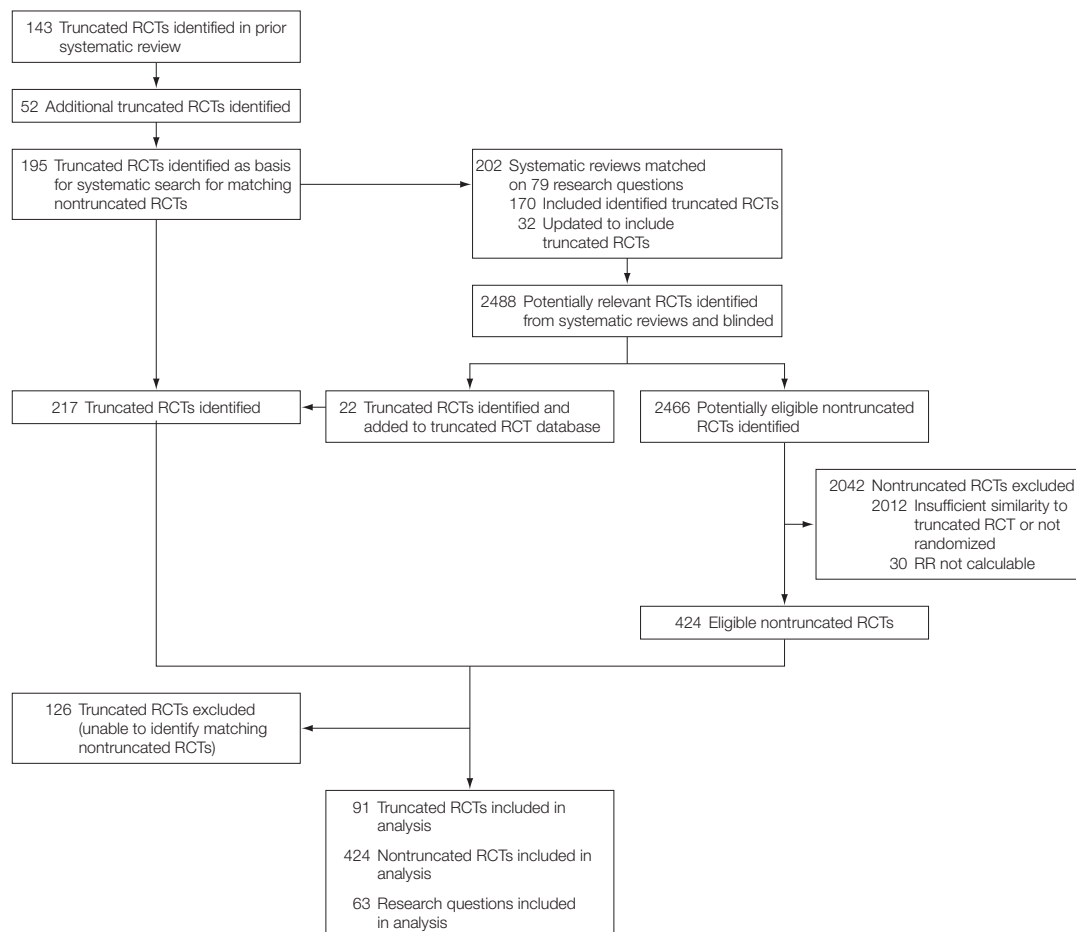 143 Truncated RCTs identified in prior
systematic review
52 Additional truncated RCTs identified
195 Truncated RCTs identified as basis
for systematic search for matching
nontruncated RCTs
202 Systematic reviews matched
on 79 research questions
170 Included identified truncated RCTs
32 Updated to include
truncated RCTs
2488 Potentially relevant RCTs identified
from systematic reviews and blinded
217 Truncated RCTs identified
22 Truncated RCTs identified and
added to truncated RCT database
2466 Potentially eligible nontruncated
RCTs identified
2042 Nontruncated RCTs excluded
2012 Insufficient similarity to
truncated RCT or not
randomized
30 RR not calculable
424 Eligible nontruncated RCTs
126 Truncated RCTs excluded
(unable to identify matching
nontruncated RCTs)
91 Truncated RCTs included in
analysis
424 Nontruncated RCTs included in
analysis
63 Research questions included
in analysis